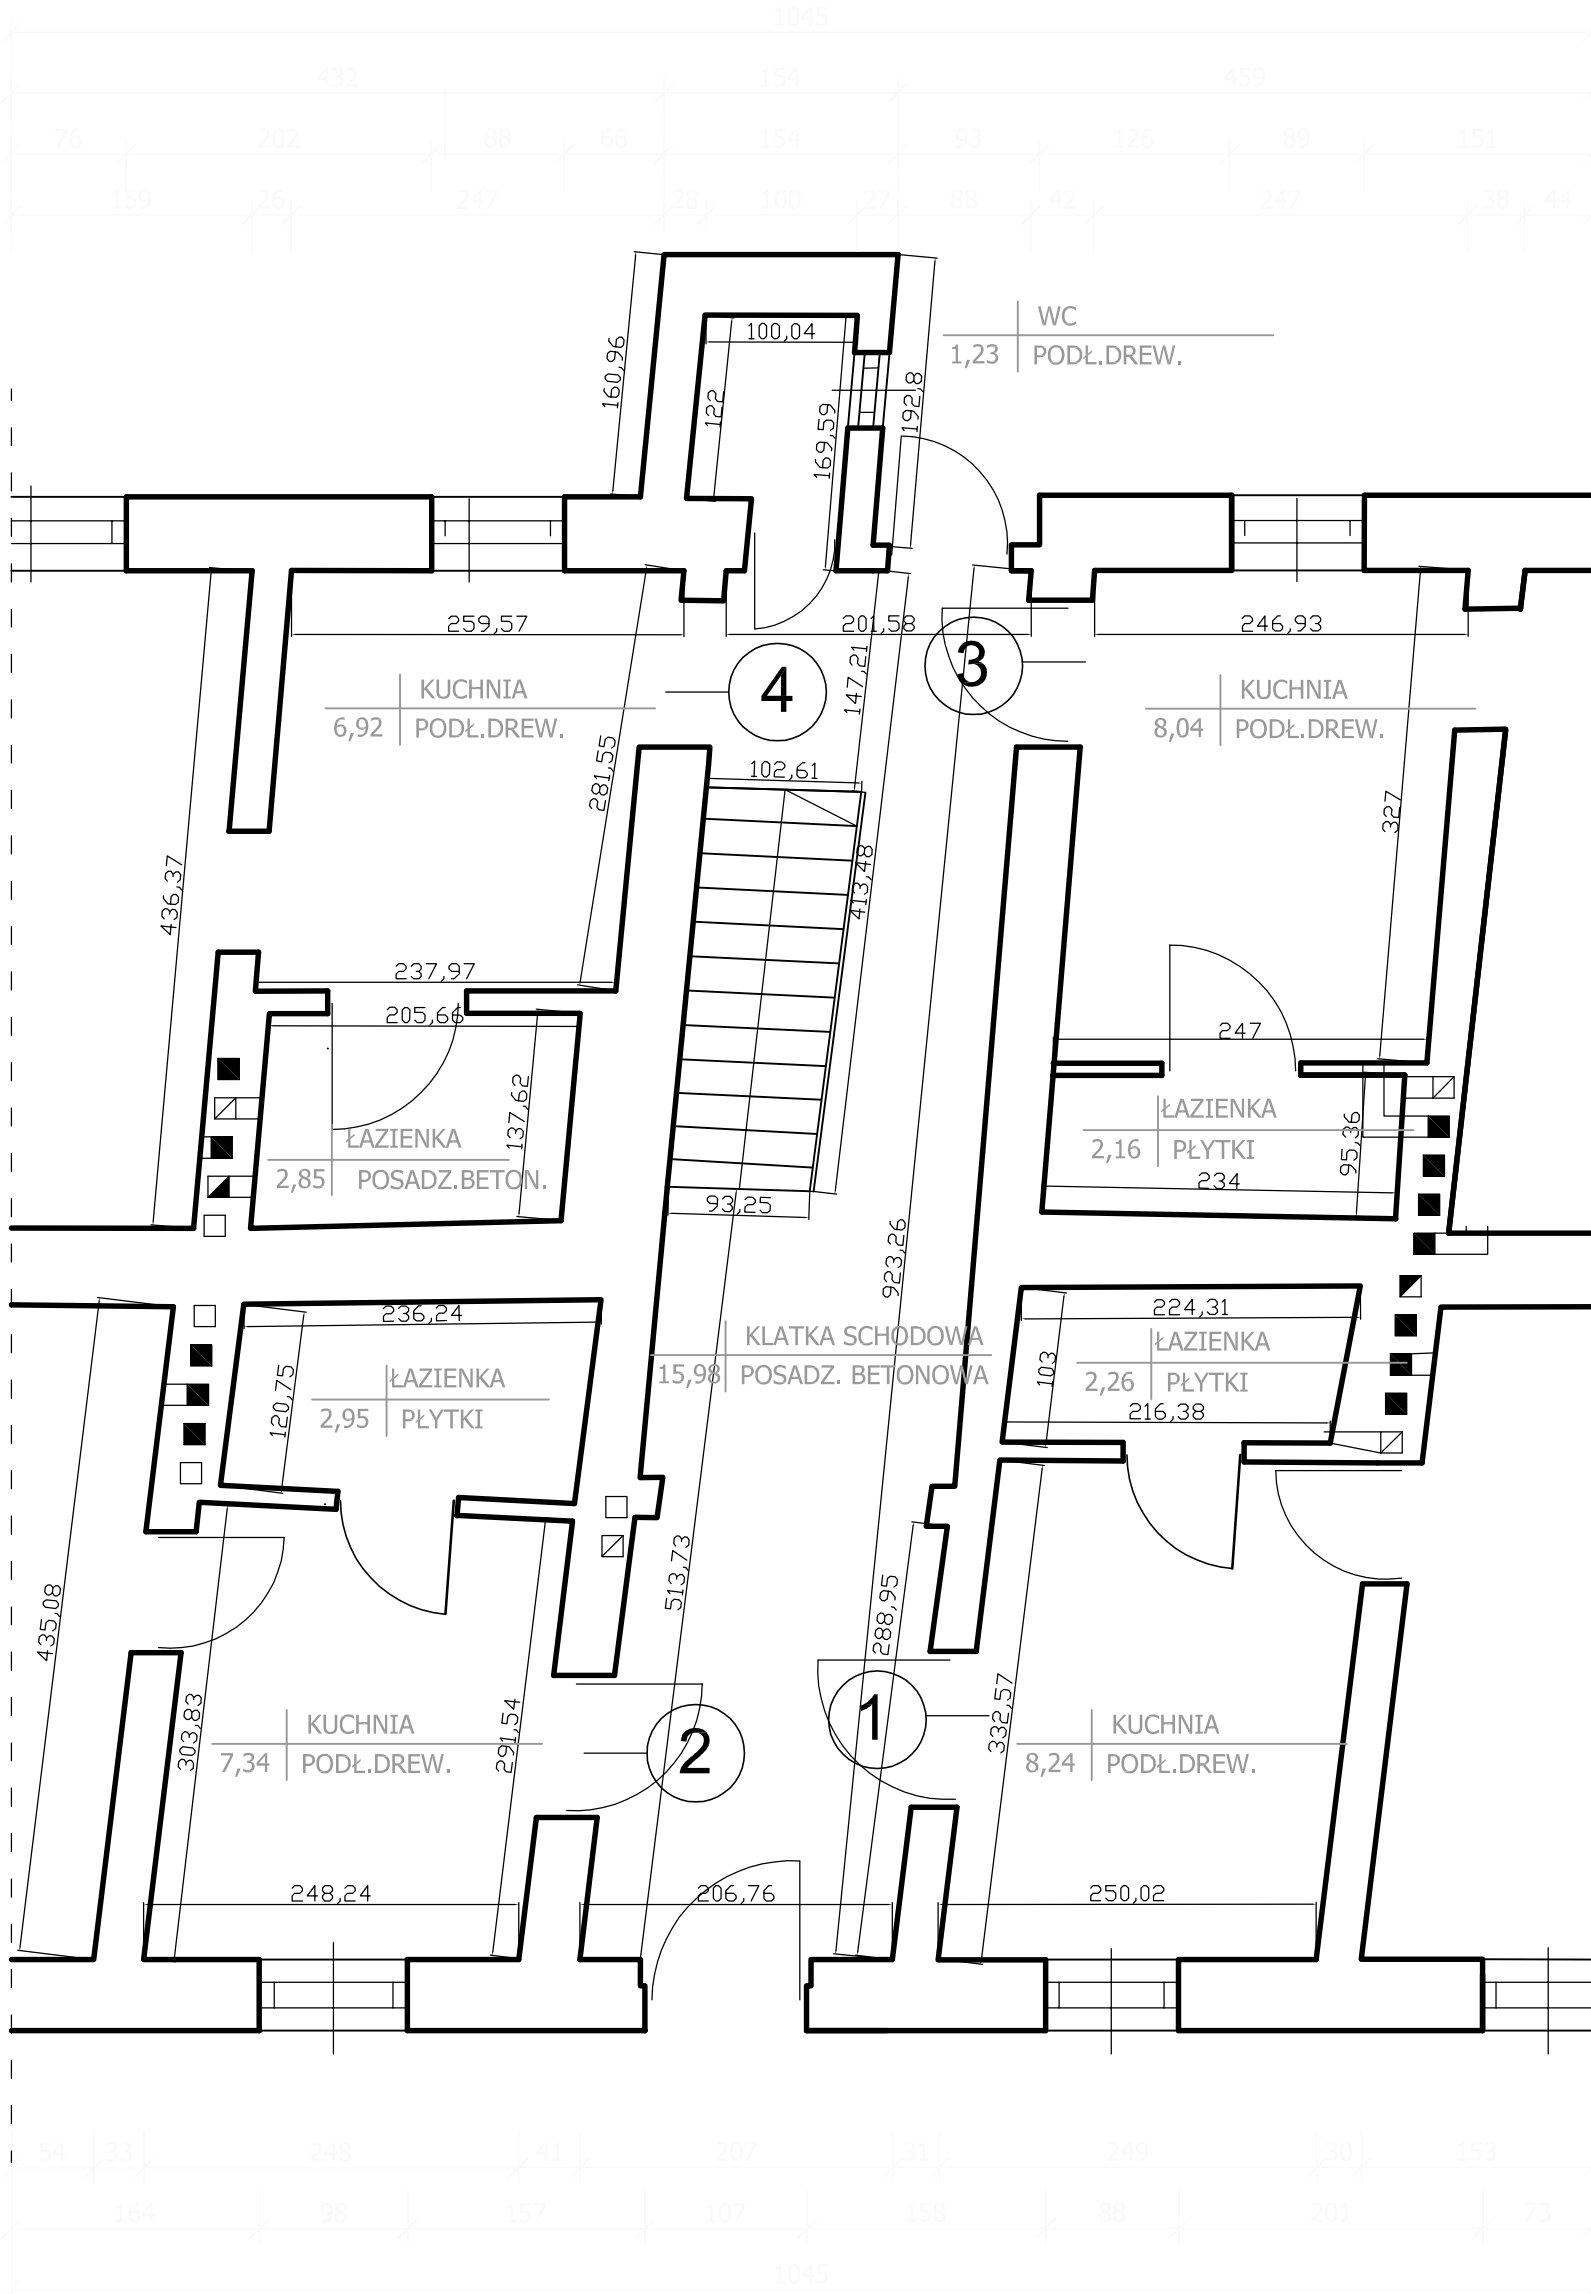 1045
432 154 459
76 202 88 66 154 93 126 89 151
159 26 247 28 100 27 88 42 247 38 44
WC
1,23 PODŁ.DREW.
100,04
160,96
122
169,59
192,8
259,57
201,58
246,93
4
3
147,21
KUCHNIA
6,92 PODŁ.DREW.
KUCHNIA
8,04 PODŁ.DREW.
281,55
102,61
327
436,37
413,48
237,97
205,66
247
137,62
ŁAZIENKA
2,85 POSADZ.BETON.
ŁAZIENKA
2,16 PŁYTKI
95,36
234
93,25
923,26
236,24
224,31
KLATKA SCHODOWA
15,98 POSADZ. BETONOWA
ŁAZIENKA
2,26 PŁYTKI
103
216,38
120,75
ŁAZIENKA
2,95 PŁYTKI
513,73
288,95
435,08
303,83
291,54
332,57
1
2
KUCHNIA
7,34 PODŁ.DREW.
KUCHNIA
8,24 PODŁ.DREW.
248,24
206,76
250,02
54 33 248 41 207 31 249 30 153
164 98 157 107 158 88 201 73
1045